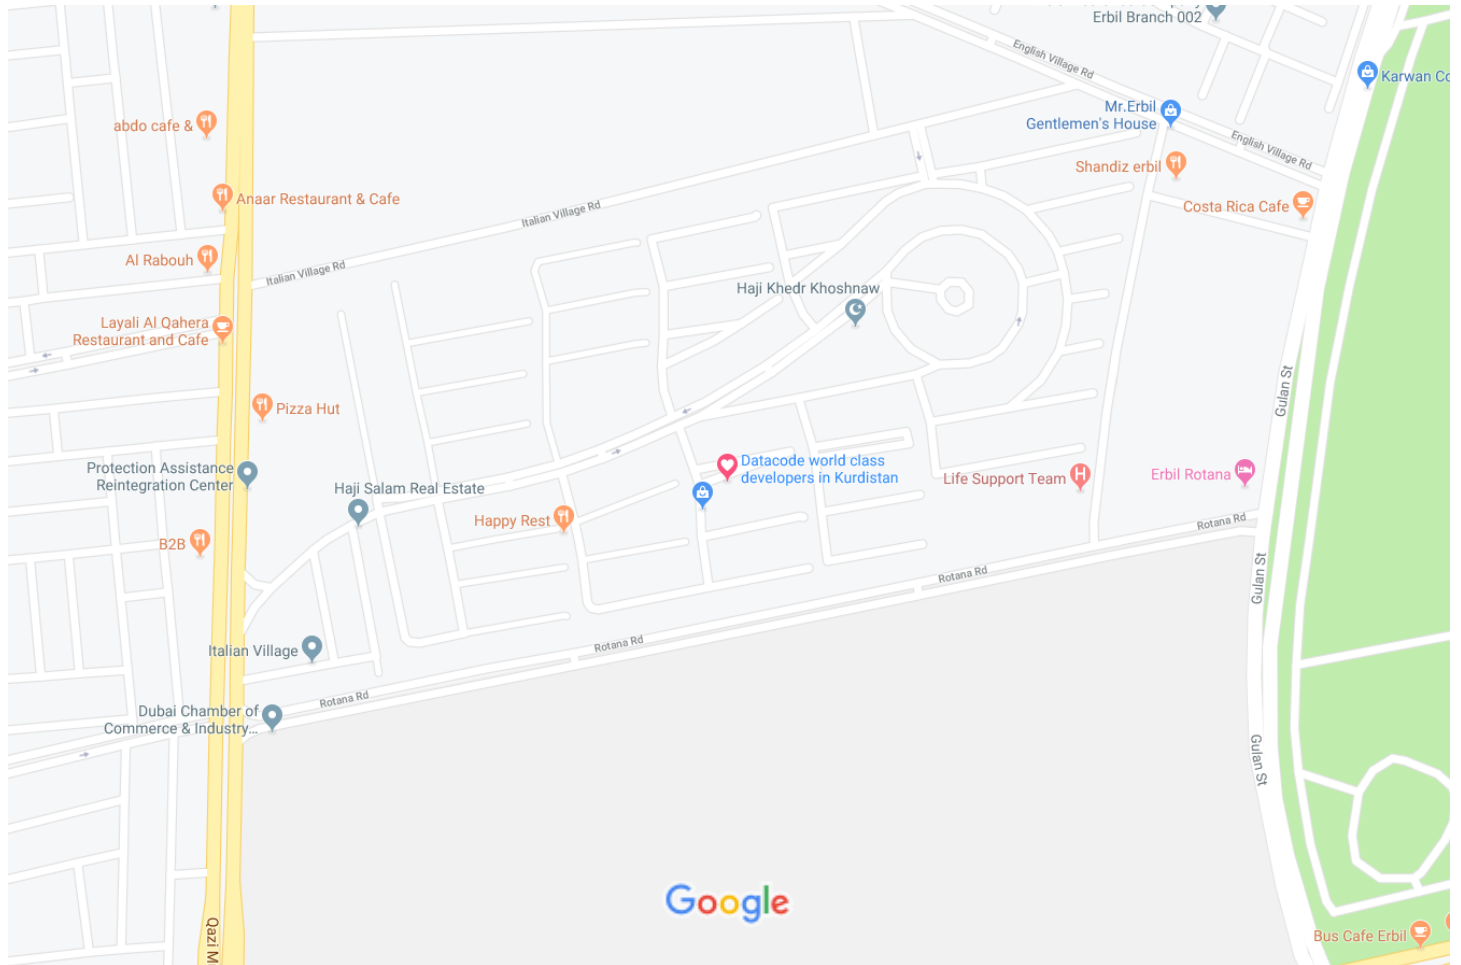 Erbil Branch 002
English Village Rd
Karwan Co
abdo cafe &
Mr.Erbil
Gentlemen's House
English Village Rd
Shandiz erbil
Anaar Restaurant & Cafe
Costa Rica Cafe
Italian Village Rd
Al Rabouh
Italian Village Rd
Haji Khedr Khoshnaw
Layali Al Qahera
Restaurant and Cafe
Gulan St
Pizza Hut
Protection Assistance
Reintegration Center
Datacode world class
developers in Kurdistan
Life Support Team
Erbil Rotana
Haji Salam Real Estate
Happy Rest
Rotana Rd
B2B
Rotana Rd
Gulan St
Rotana Rd
Italian Village
Rotana Rd
Dubai Chamber of
Commerce & Industry...
Gulan St
Google
Qazi M
Bus Cafe Erbil